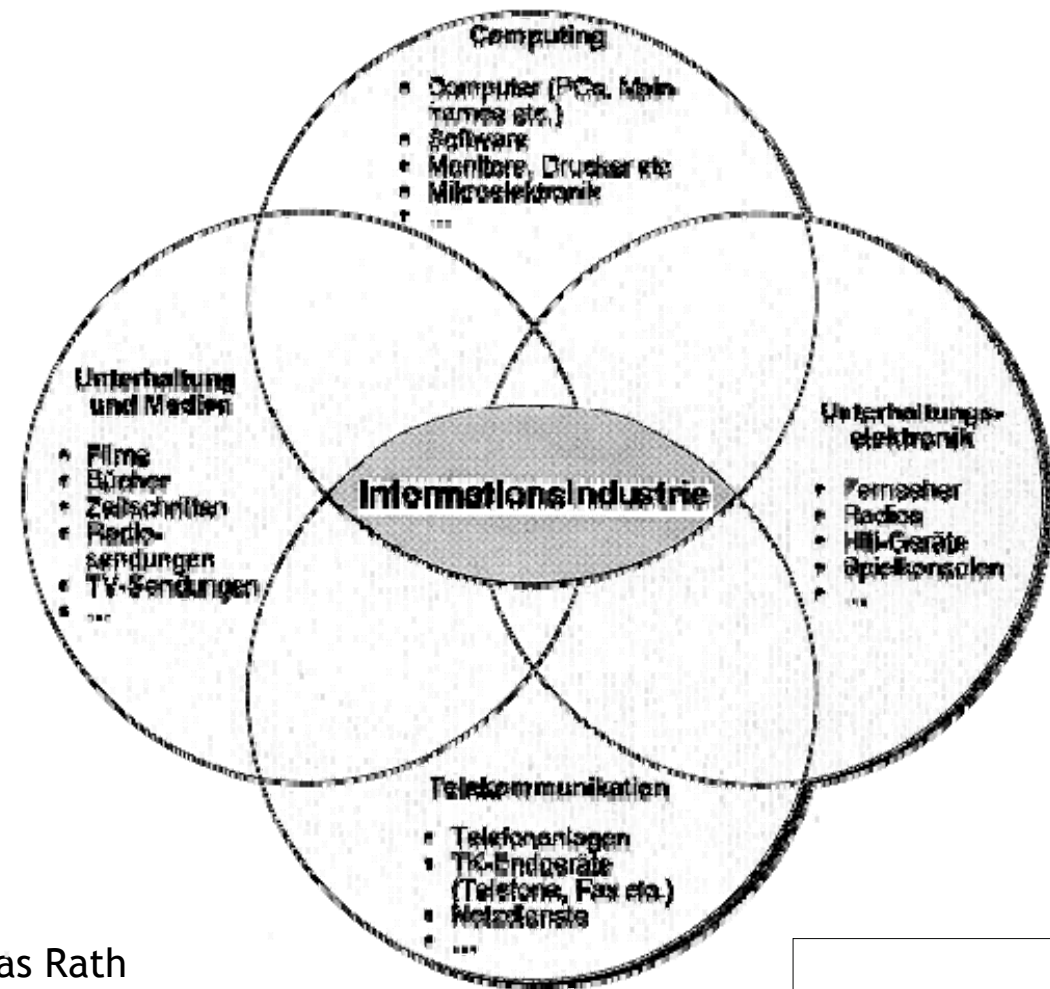 Computing
• Computer (PCs, Main-
frames etc.)
• Software
• Monitore, Drucker etc
• Mikroelektronik
• ...
Unterhaltung
und Medien
• Filme
• Bücher
• Zeitschriften
• Radio-
sendungen
• TV-Sendungen
• ...
Informationsindustrie
Unterhaltungs-
elektronik
• Fernseher
• Radios
• Hifi-Geräte
• Spielkonsolen
• ...
Telekommunikation
• Telefonanlagen
• TK-Endgeräte
(Telefone, Fax etc.)
• Netzdienste
• ...
as Rath